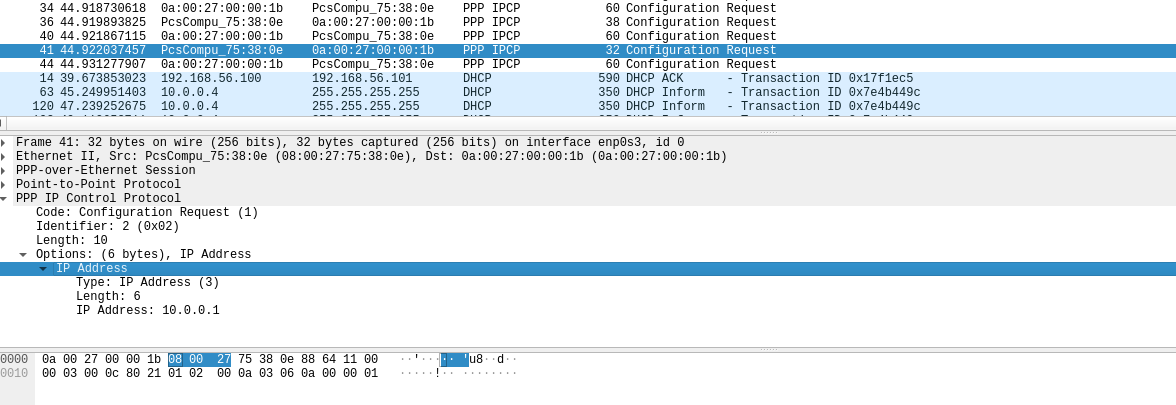 34 44.918730618 0a:00:27:00:00:1b PcsCompu_75:38:0e PPP IPCP 60 Configuration Request
36 44.919893825 PcsCompu_75:38:0e 0a:00:27:00:00:1b PPP IPCP 38 Configuration Request
40 44.921867115 0a:00:27:00:00:1b PcsCompu_75:38:0e PPP IPCP 60 Configuration Request
41 44.922037457 PcsCompu_75:38:0e 0a:00:27:00:00:1b PPP IPCP 32 Configuration Request
44 44.931277907 0a:00:27:00:00:1b PcsCompu_75:38:0e PPP IPCP 60 Configuration Request
14 39.673853023 192.168.56.100 192.168.56.101 DHCP 590 DHCP ACK - Transaction ID 0x17f1ec5
63 45.249951403 10.0.0.4 255.255.255.255 DHCP 350 DHCP Inform - Transaction ID 0x7e4b449c
120 47.239252675 10.0.0.4 255.255.255.255 DHCP 350 DHCP Inform - Transaction ID 0x7e4b449c
Frame 41: 32 bytes on wire (256 bits), 32 bytes captured (256 bits) on interface enp0s3, id 0
Ethernet II, Src: PcsCompu_75:38:0e (08:00:27:75:38:0e), Dst: 0a:00:27:00:00:1b (0a:00:27:00:00:1b)
PPP-over-Ethernet Session
Point-to-Point Protocol
PPP IP Control Protocol
Code: Configuration Request (1)
Identifier: 2 (0x02)
Length: 10
Options: (6 bytes), IP Address
IP Address
Type: IP Address (3)
Length: 6
IP Address: 10.0.0.1
0000 0a 00 27 00 00 1b 08 00 27 75 38 0e 88 64 11 00 ··'·····'u8··d··
0010 00 03 00 0c 80 21 01 02 00 0a 03 06 0a 00 00 01 ·····!·· ········